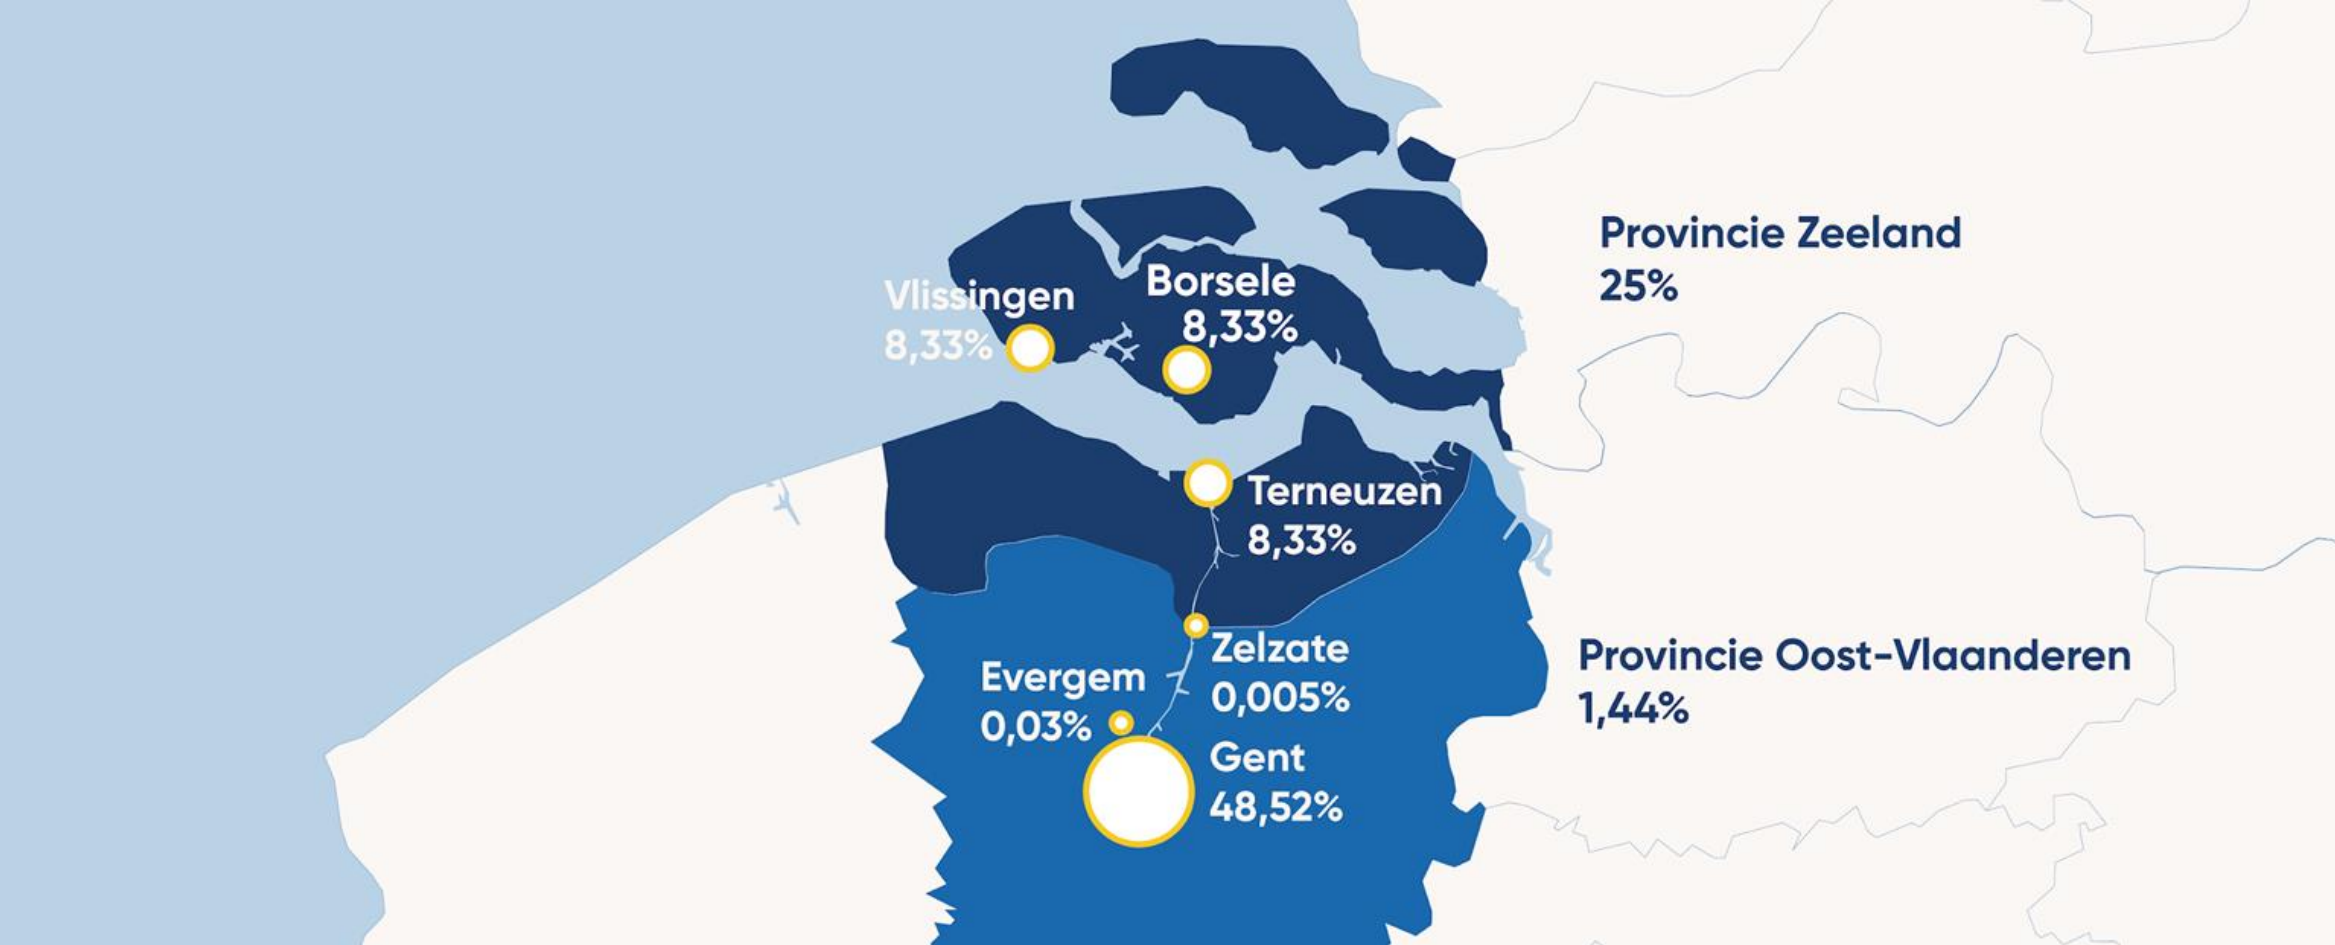 Provincie Zeeland
25%
Vlissingen
8,33%
Borsele
8,33%
Terneuzen
8,33%
Zelzate
0,005%
Evergem
0,03%
Gent
48,52%
Provincie Oost-Vlaanderen
1,44%